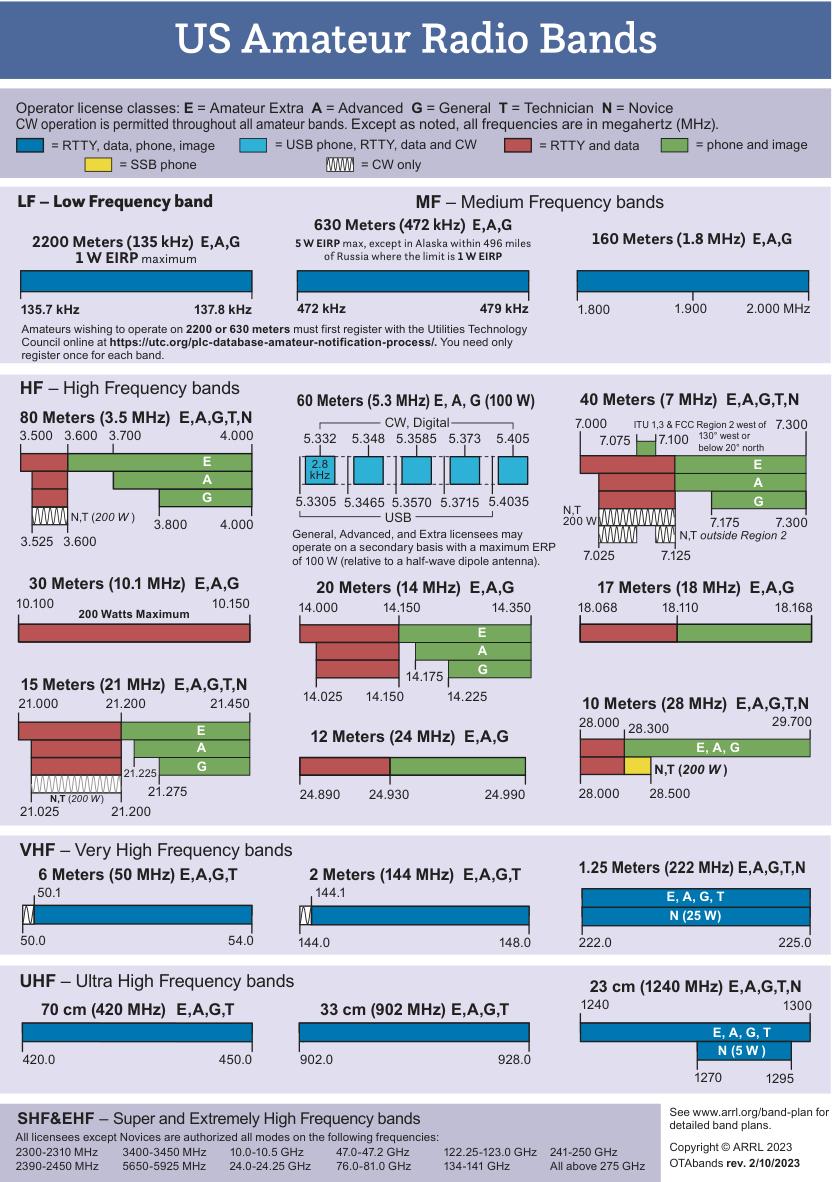 US Amateur Radio Bands
Operator license classes: E = Amateur Extra A = Advanced G = General T = Technician N = Novice
CW operation is permitted throughout all amateur bands. Except as noted, all frequencies are in megahertz (MHz).
= RTTY, data, phone, image = USB phone, RTTY, data and CW = RTTY and data = phone and image
= SSB phone = CW only
LF – Low Frequency band
2200 Meters (135 kHz) E,A,G
1 W EIRP maximum
135.7 kHz 137.8 kHz
MF – Medium Frequency bands
630 Meters (472 kHz) E,A,G
5 W EIRP max, except in Alaska within 496 miles
of Russia where the limit is 1 W EIRP
472 kHz 479 kHz
160 Meters (1.8 MHz) E,A,G
1.800 1.900 2.000 MHz
Amateurs wishing to operate on 2200 or 630 meters must first register with the Utilities Technology
Council online at https://utc.org/plc-database-amateur-notification-process/. You need only
register once for each band.
HF – High Frequency bands
80 Meters (3.5 MHz) E,A,G,T,N
3.500 3.600 3.700 4.000
E
A
G
N,T (200 W )
3.800 4.000
3.525 3.600
60 Meters (5.3 MHz) E, A, G (100 W)
CW, Digital
5.332 5.348 5.3585 5.373 5.405
2.8
kHz
5.3305 5.3465 5.3570 5.3715 5.4035
USB
General, Advanced, and Extra licensees may
operate on a secondary basis with a maximum ERP
of 100 W (relative to a half-wave dipole antenna).
40 Meters (7 MHz) E,A,G,T,N
7.000 7.300
ITU 1,3 & FCC Region 2 west of
130° west or
below 20° north
7.075 7.100
E
A
G
N,T
200 W
7.175 7.300
N,T outside Region 2
7.025 7.125
30 Meters (10.1 MHz) E,A,G
10.100 10.150
200 Watts Maximum
20 Meters (14 MHz) E,A,G
14.000 14.150 14.350
E
A
G
14.175
14.025 14.150 14.225
17 Meters (18 MHz) E,A,G
18.068 18.110 18.168
15 Meters (21 MHz) E,A,G,T,N
21.000 21.200 21.450
E
A
G
21.225
21.275
N,T (200 W )
21.025 21.200
12 Meters (24 MHz) E,A,G
24.890 24.930 24.990
10 Meters (28 MHz) E,A,G,T,N
28.000 28.300 29.700
E, A, G
N,T (200 W )
28.000 28.500
VHF – Very High Frequency bands
6 Meters (50 MHz) E,A,G,T
50.1
50.0 54.0
2 Meters (144 MHz) E,A,G,T
144.1
144.0 148.0
1.25 Meters (222 MHz) E,A,G,T,N
E, A, G, T
N (25 W)
222.0 225.0
UHF – Ultra High Frequency bands
70 cm (420 MHz) E,A,G,T
420.0 450.0
33 cm (902 MHz) E,A,G,T
902.0 928.0
23 cm (1240 MHz) E,A,G,T,N
1240 1300
E, A, G, T
N (5 W )
1270 1295
SHF&EHF – Super and Extremely High Frequency bands
All licensees except Novices are authorized all modes on the following frequencies:
2300-2310 MHz 3400-3450 MHz 10.0-10.5 GHz 47.0-47.2 GHz 122.25-123.0 GHz 241-250 GHz
2390-2450 MHz 5650-5925 MHz 24.0-24.25 GHz 76.0-81.0 GHz 134-141 GHz All above 275 GHz
See www.arrl.org/band-plan for
detailed band plans.
Copyright © ARRL 2023
OTAbands rev. 2/10/2023